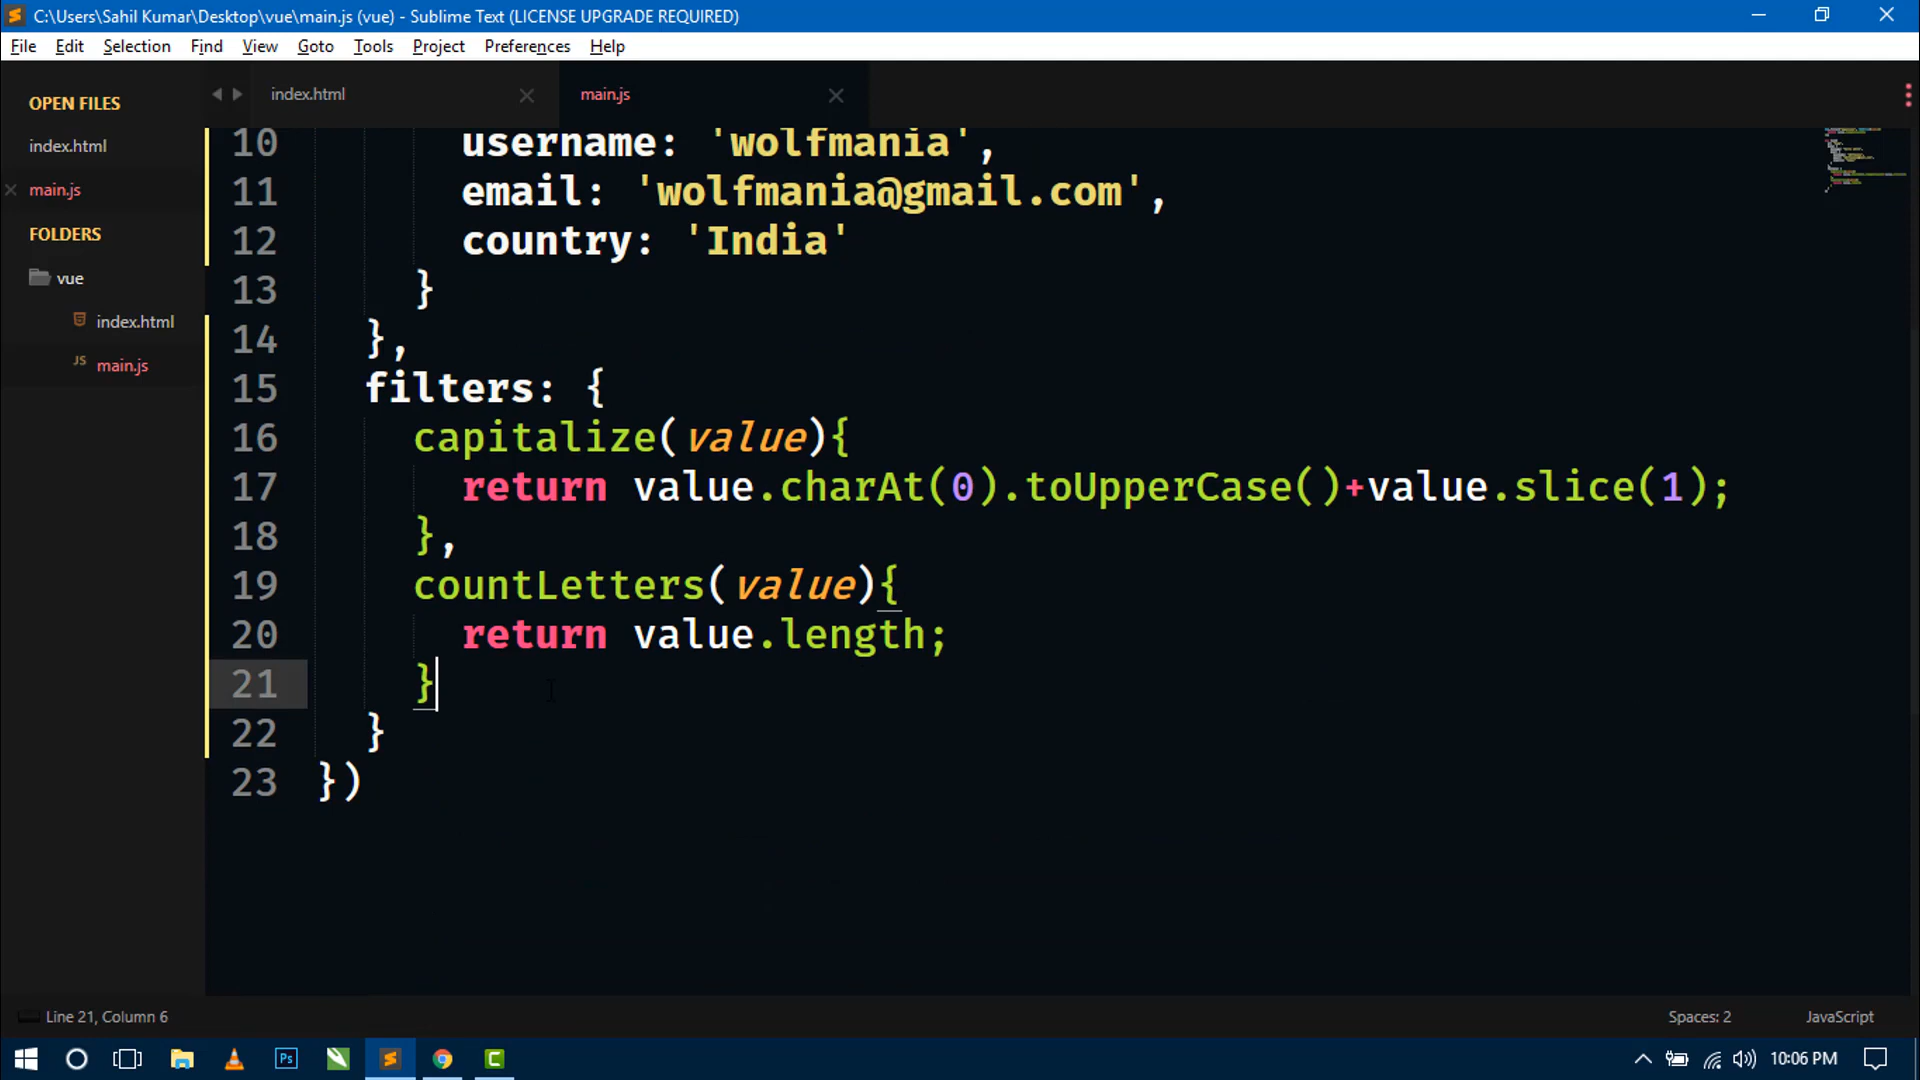 C:\Users\Sahil Kumar\Desktop\vue\main.js (vue) - Sublime Text (LICENSE UPGRADE REQUIRED)
File Edit Selection Find View Goto Tools Project Preferences Help
OPEN FILES
index.html
main.js
FOLDERS
vue
index.html
JS main.js
index.html main.js
10 username: 'wolfmania',
11 email: 'wolfmania@gmail.com',
12 country: 'India'
13 }
14 },
15 filters: {
16 capitalize(value){
17 return value.charAt(0).toUpperCase()+value.slice(1);
18 },
19 countLetters(value){
20 return value.length;
21 }
22 }
23 })
Line 21, Column 6 Spaces: 2 JavaScript
Ps S C 10:06 PM